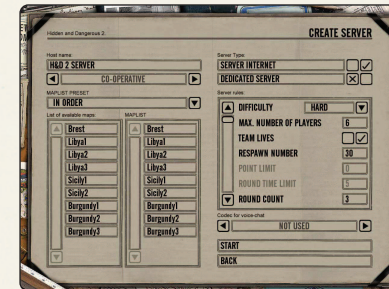 Hidden and Dangerous 2.
CREATE SERVER
Host name:
H&D 2 SERVER
CO-OPERATIVE
MAPLIST PRESET
IN ORDER
List of available maps:
MAPLIST
Brest
Brest
Libya1
Libya1
Libya2
Libya2
Libya3
Libya3
Sicily1
Sicily1
Sicily2
Sicily2
Burgundy1
Burgundy1
Burgundy2
Burgundy2
Burgundy3
Burgundy3
Server Type:
SERVER INTERNET
DEDICATED SERVER
Server rules:
DIFFICULTY HARD
MAX. NUMBER OF PLAYERS 6
TEAM LIVES
RESPAWN NUMBER 30
POINT LIMIT 0
ROUND TIME LIMIT 5
ROUND COUNT 3
Codec for voice-chat
NOT USED
START
BACK